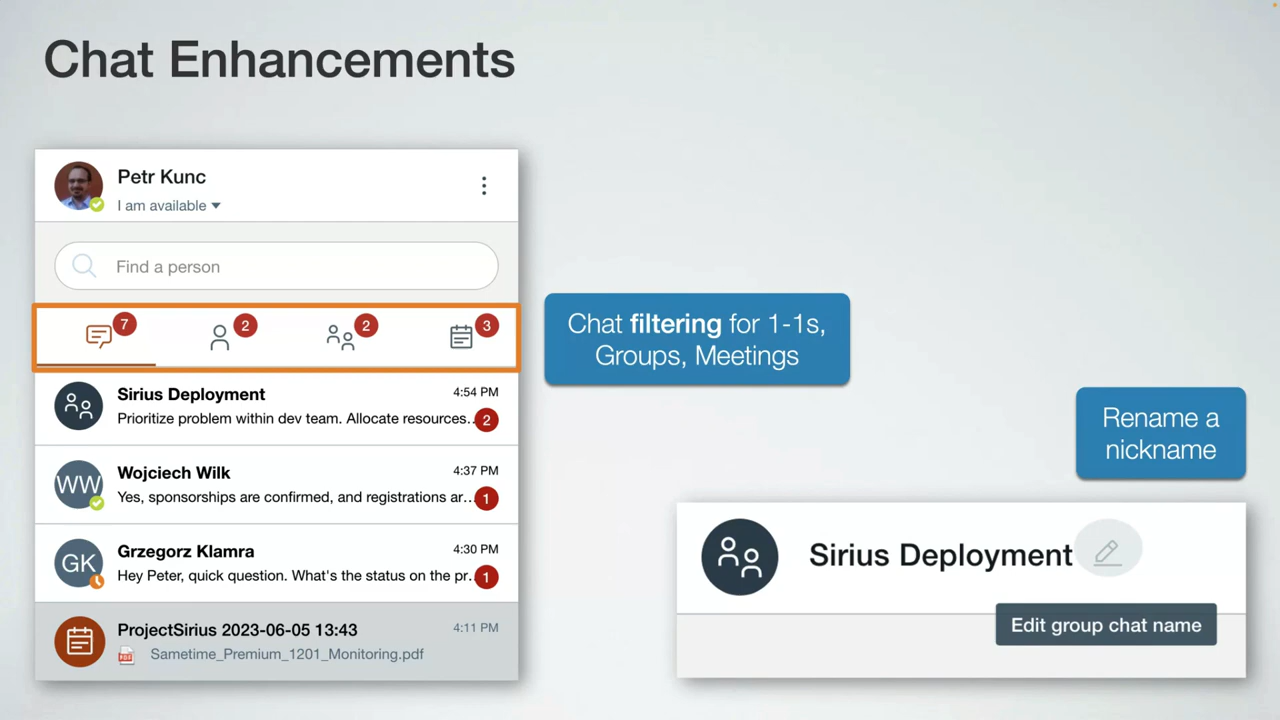 Chat Enhancements
Petr Kunc
I am available
Find a person
7
2
2
3
Sirius Deployment
4:54 PM
Prioritize problem within dev team. Allocate resources...
2
WW
Wojciech Wilk
4:37 PM
Yes, sponsorships are confirmed, and registrations ar...
1
GK
Grzegorz Klamra
4:30 PM
Hey Peter, quick question. What's the status on the pr...
1
ProjectSirius 2023-06-05 13:43
4:11 PM
PDF
Sametime_Premium_1201_Monitoring.pdf
Chat filtering for 1-1s,
Groups, Meetings
Rename a
nickname
Sirius Deployment
Edit group chat name